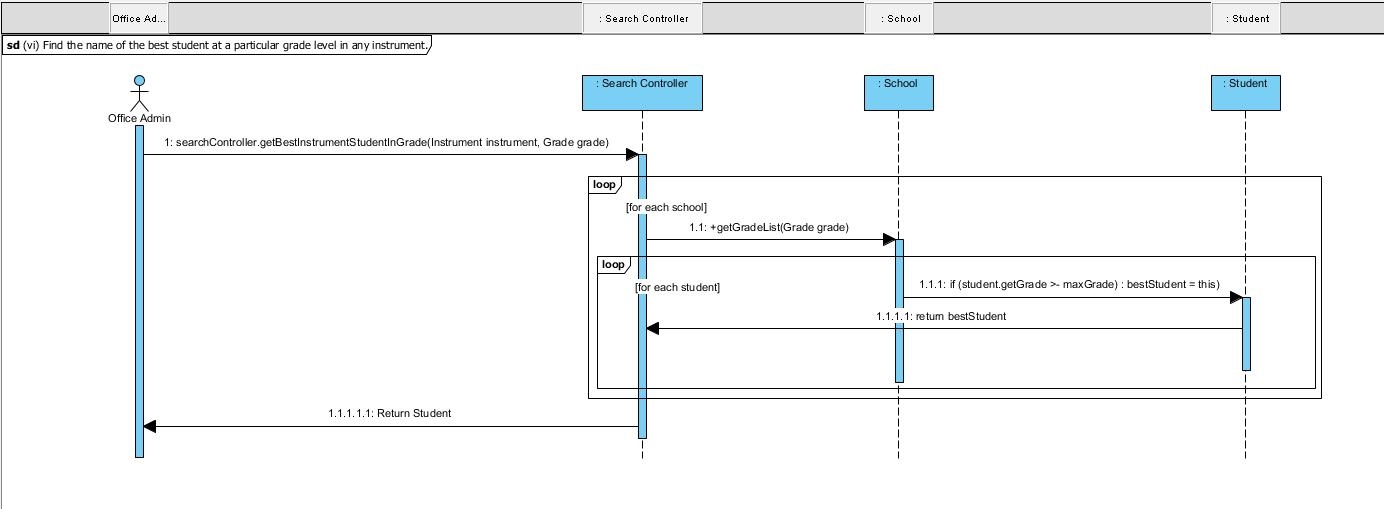 Office Ad...
: Search Controller
: School
: Student
sd (vi) Find the name of the best student at a particular grade level in any instrument.
: Search Controller
: School
: Student
Office Admin
1: searchController.getBestInstrumentStudentInGrade(Instrument instrument, Grade grade)
loop
[for each school]
1.1: +getGradeList(Grade grade)
loop
[for each student]
1.1.1: if (student.getGrade >- maxGrade) : bestStudent = this)
1.1.1.1: return bestStudent
1.1.1.1.1: Return Student